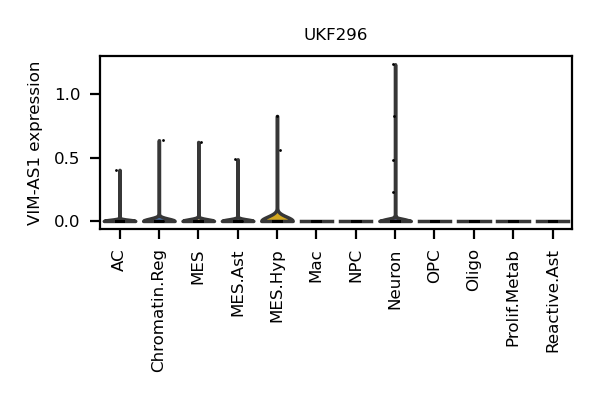 UKF296
VIM-AS1 expression
1.0
0.5
0.0
AC
Chromatin.Reg
MES
MES.Ast
MES.Hyp
Mac
NPC
Neuron
OPC
Oligo
Prolif.Metab
Reactive.Ast